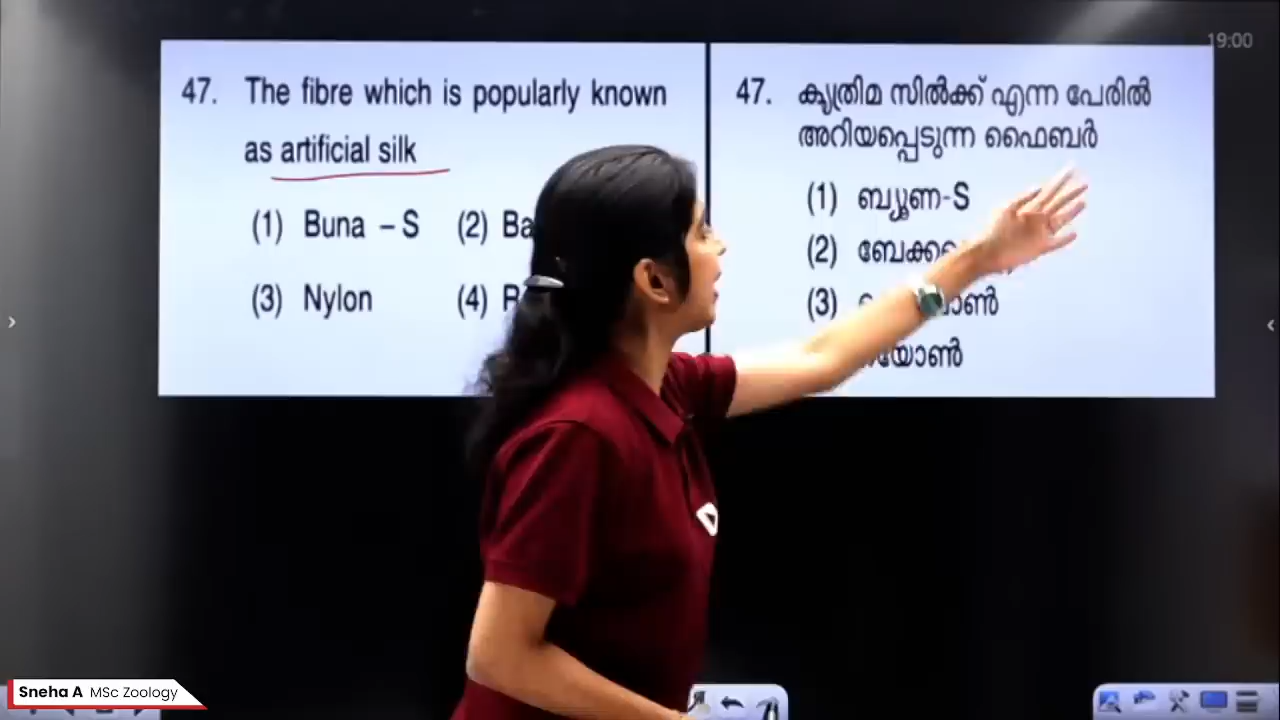 19:00
47. The fibre which is popularly known
as artificial silk
(1) Buna – S (2)
(3) Nylon (4)
47. കൃത്രിമ സിൽക്ക് എന്ന പേരിൽ
അറിയപ്പെടുന്ന ഫൈബർ
(1) ബ്യൂണ-S
(2)
(3)
Sneha A MSc Zoology